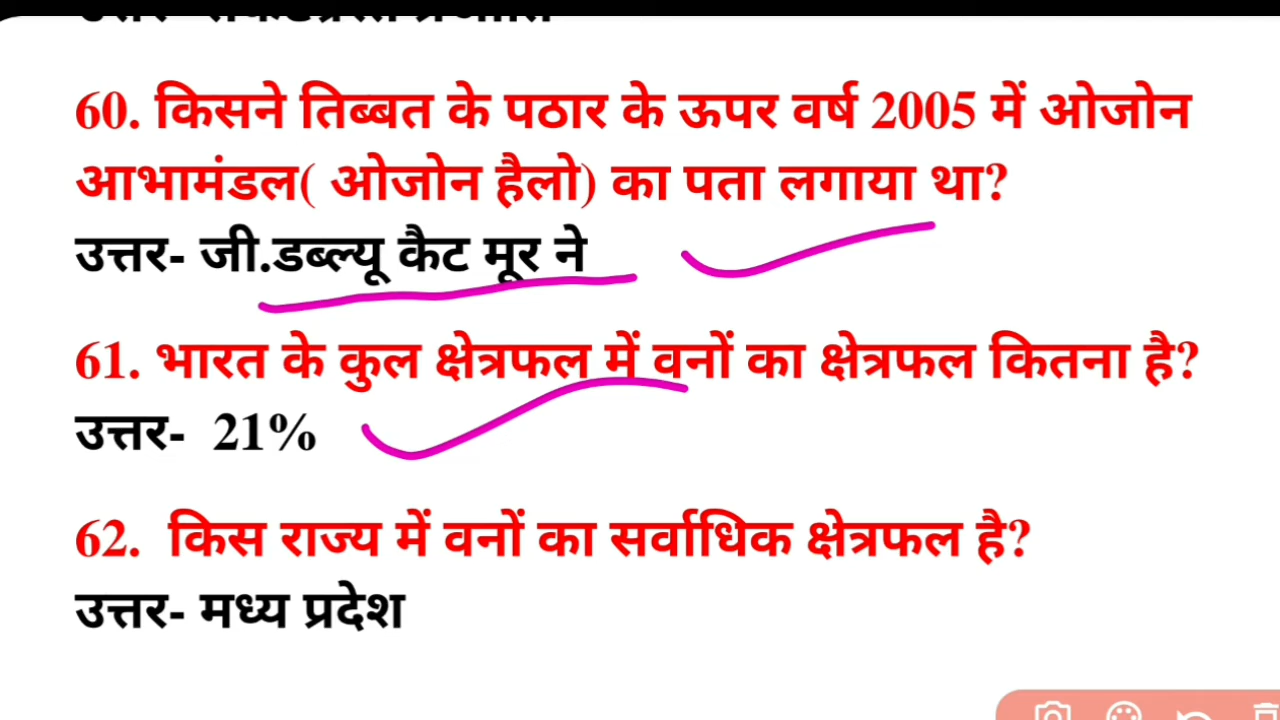 60. किसने तिब्बत के पठार के ऊपर वर्ष 2005 में ओजोन
आभामंडल( ओजोन हैलो) का पता लगाया था?
उत्तर- जी.डब्ल्यू कैट मूर ने
61. भारत के कुल क्षेत्रफल में वनों का क्षेत्रफल कितना है?
उत्तर- 21%
62. किस राज्य में वनों का सर्वाधिक क्षेत्रफल है?
उत्तर- मध्य प्रदेश